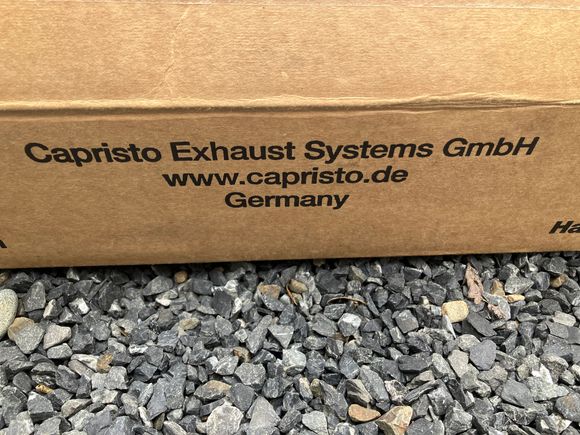 Capristo Exhaust Systems GmbH
www.capristo.de
Germany